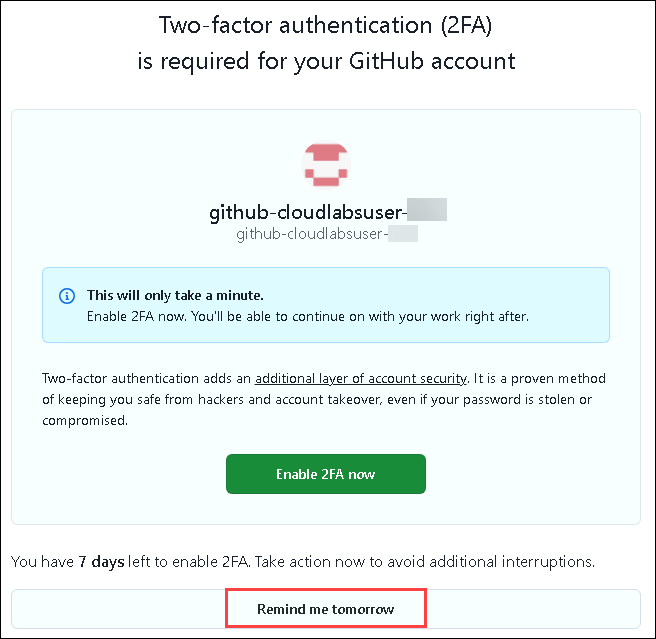 Two-factor authentication (2FA)
is required for your GitHub account
github-cloudlabsuser-
github-cloudlabsuser-
This will only take a minute.
Enable 2FA now. You'll be able to continue on with your work right after.
Two-factor authentication adds an additional layer of account security. It is a proven method
of keeping you safe from hackers and account takeover, even if your password is stolen or
compromised.
Enable 2FA now
You have 7 days left to enable 2FA. Take action now to avoid additional interruptions.
Remind me tomorrow